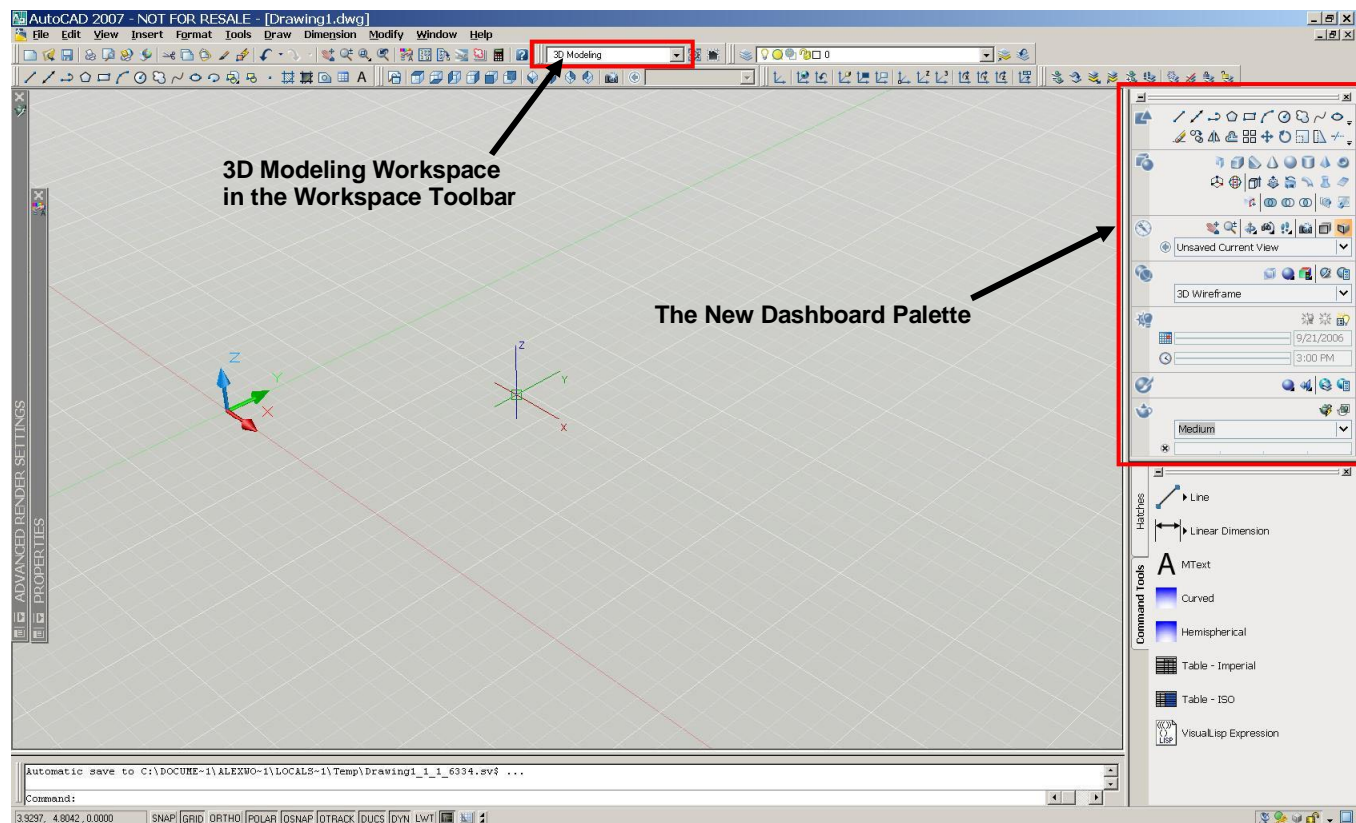 AutoCAD 2007 - NOT FOR RESALE - [Drawing1.dwg]
File Edit View Insert Format Tools Draw Dimension Modify Window Help
3D Modeling
0
A
3D Modeling Workspace
in the Workspace Toolbar
The New Dashboard Palette
Z
Y
X
Z
Y
X
ADVANCED RENDER SETTINGS
PROPERTIES
Unsaved Current View
3D Wireframe
9/21/2006
3:00 PM
Medium
Hatches
Command Tools
Line
Linear Dimension
A MText
Curved
Hemispherical
Table - Imperial
Table - ISO
LISP
VisualLisp Expression
Automatic save to C:\DOCUME~1\ALEXWO~1\LOCALS~1\Temp\Drawing1_1_1_6334.sv$ ...
Command:
3.9297, 4.8042, 0.0000 SNAP GRID ORTHO POLAR OSNAP OTRACK DUCS DYN LWT